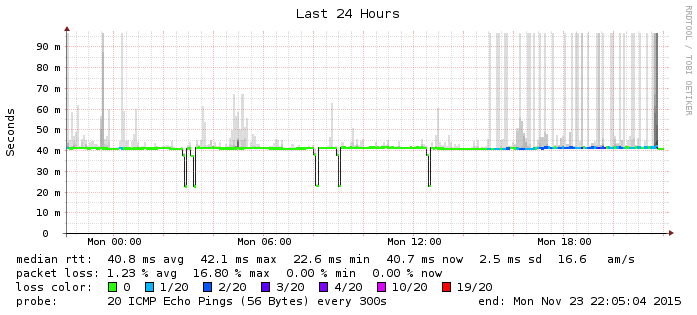 Last 24 Hours
RRDTOOL / TOBI OETIKER
Seconds
90 m
80 m
70 m
60 m
50 m
40 m
30 m
20 m
10 m
0
Mon 00:00 Mon 06:00 Mon 12:00 Mon 18:00
median rtt: 40.8 ms avg 42.1 ms max 22.6 ms min 40.7 ms now 2.5 ms sd 16.6 am/s
packet loss: 1.23 % avg 16.80 % max 0.00 % min 0.00 % now
loss color: 0 1/20 2/20 3/20 4/20 10/20 19/20
probe: 20 ICMP Echo Pings (56 Bytes) every 300s end: Mon Nov 23 22:05:04 2015